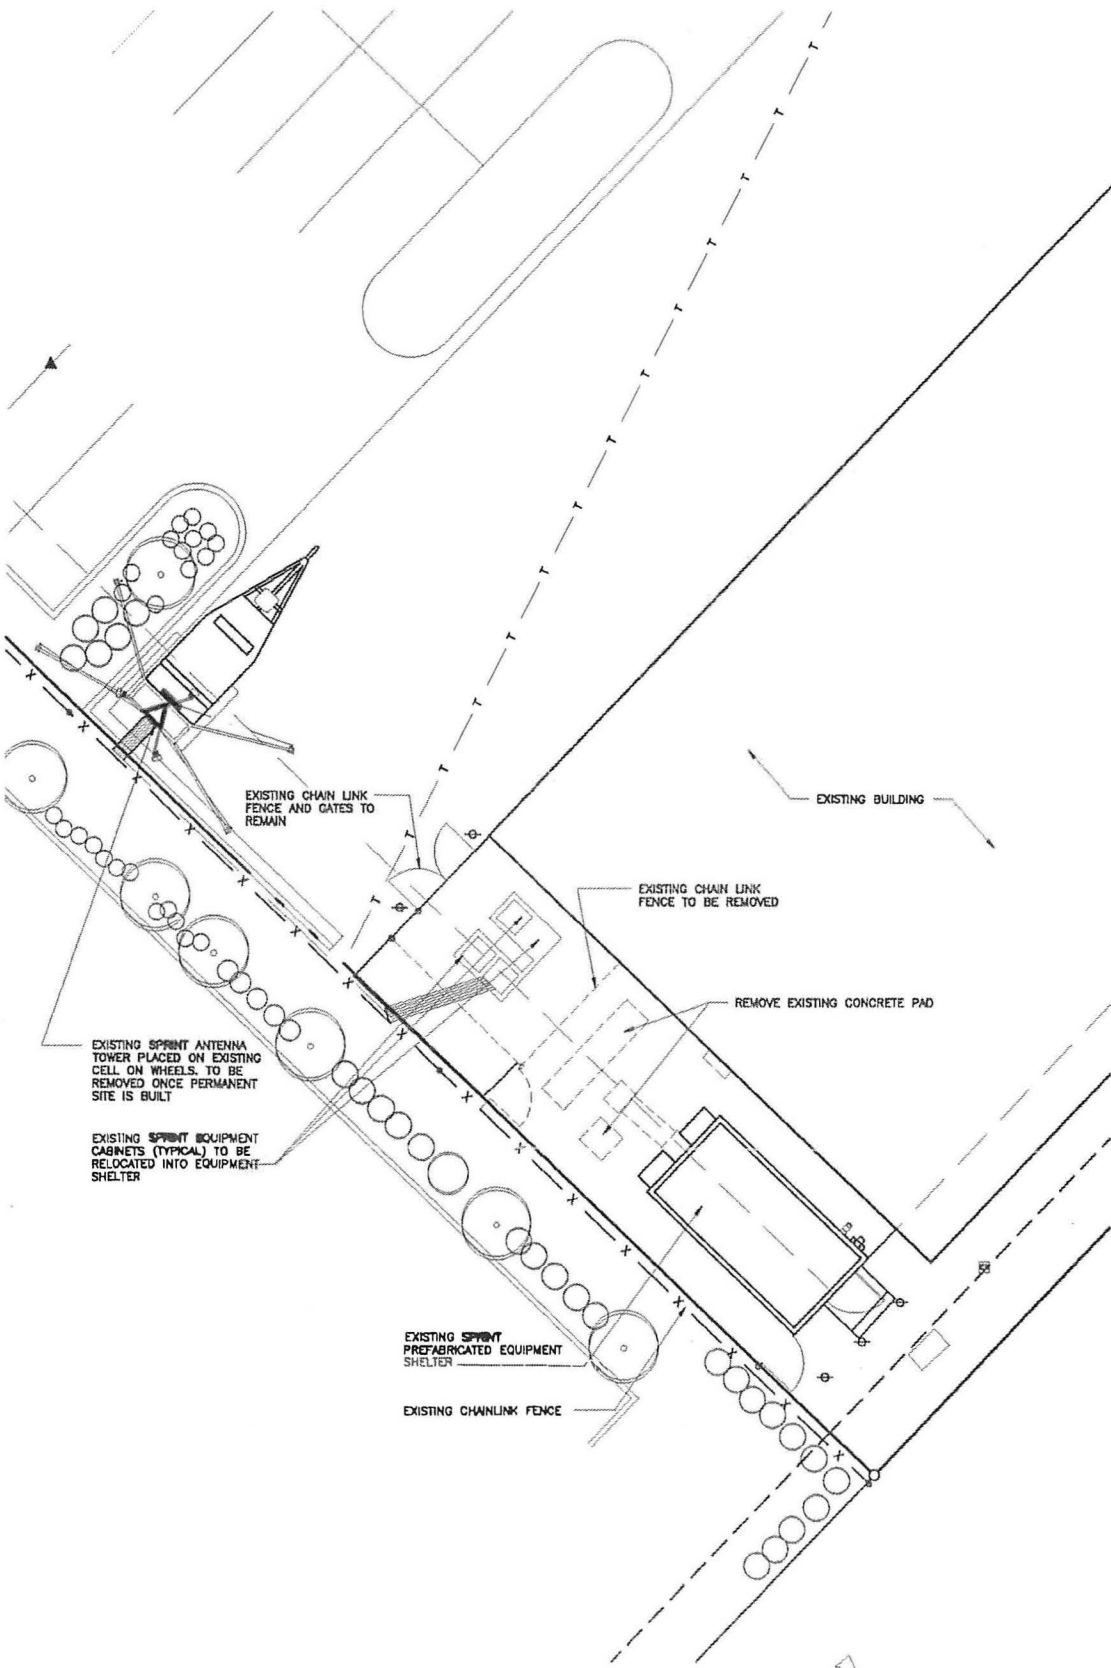 EXISTING CHAIN LINK
FENCE AND GATES TO
REMAIN
EXISTING BUILDING
EXISTING CHAIN LINK
FENCE TO BE REMOVED
REMOVE EXISTING CONCRETE PAD
EXISTING SPRINT ANTENNA
TOWER PLACED ON EXISTING
CELL ON WHEELS. TO BE
REMOVED ONCE PERMANENT
SITE IS BUILT
EXISTING SPRINT EQUIPMENT
CABINETS (TYPICAL) TO BE
RELOCATED INTO EQUIPMENT
SHELTER
EXISTING SPRINT
PREFABRICATED EQUIPMENT
SHELTER
EXISTING CHAINLINK FENCE